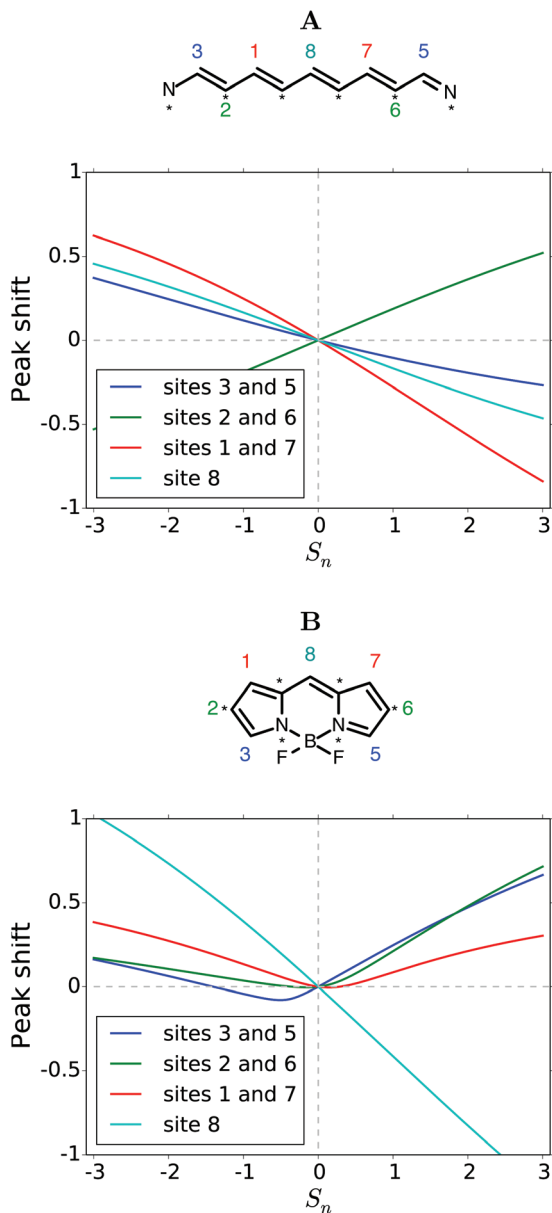 A
3 1 8 7 5
N N
* * * * * *
2 6
1
0.5
0
-0.5
-1
Peak shift
sites 3 and 5
sites 2 and 6
sites 1 and 7
site 8
-3 -2 -1 0 1 2 3
Sn
B
8
1 7
* *
2* *6
N N
* *
B
3 F F 5
1
0.5
0
-0.5
-1
Peak shift
sites 3 and 5
sites 2 and 6
sites 1 and 7
site 8
-3 -2 -1 0 1 2 3
Sn